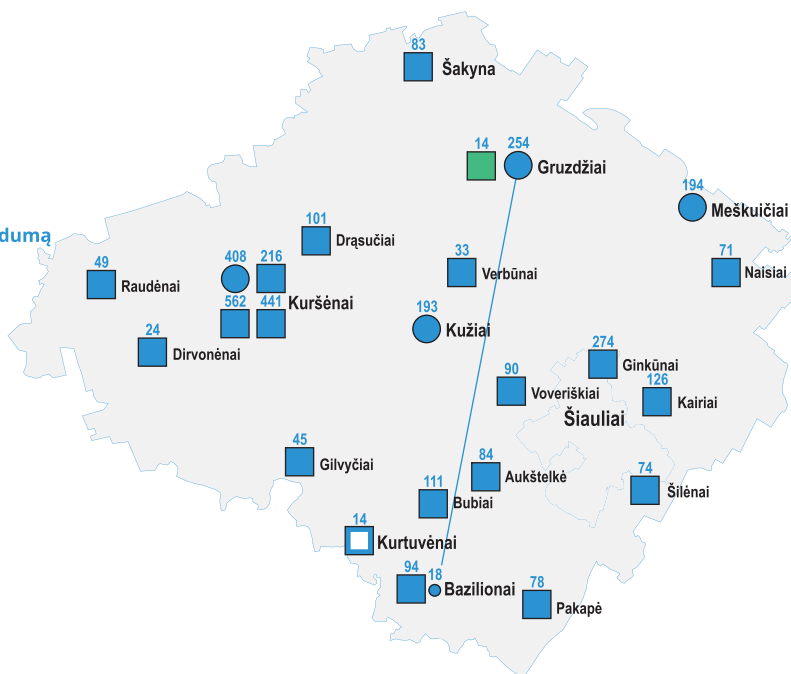 83
Šakyna
14
254
Gruzdžiai
194
Meškuičiai
dumą
101
Drąsučiai
49
Raudėnai
408
216
Kuršėnai
562
441
33
Verbūnai
71
Naisiai
193
Kužiai
24
Dirvonėnai
274
Ginkūnai
90
Voveriškiai
126
Kairiai
Šiauliai
45
Gilvyčiai
84
Aukštelkė
111
Bubiai
74
Šilėnai
14
Kurtuvėnai
94
18
Bazilionai
78
Pakapė